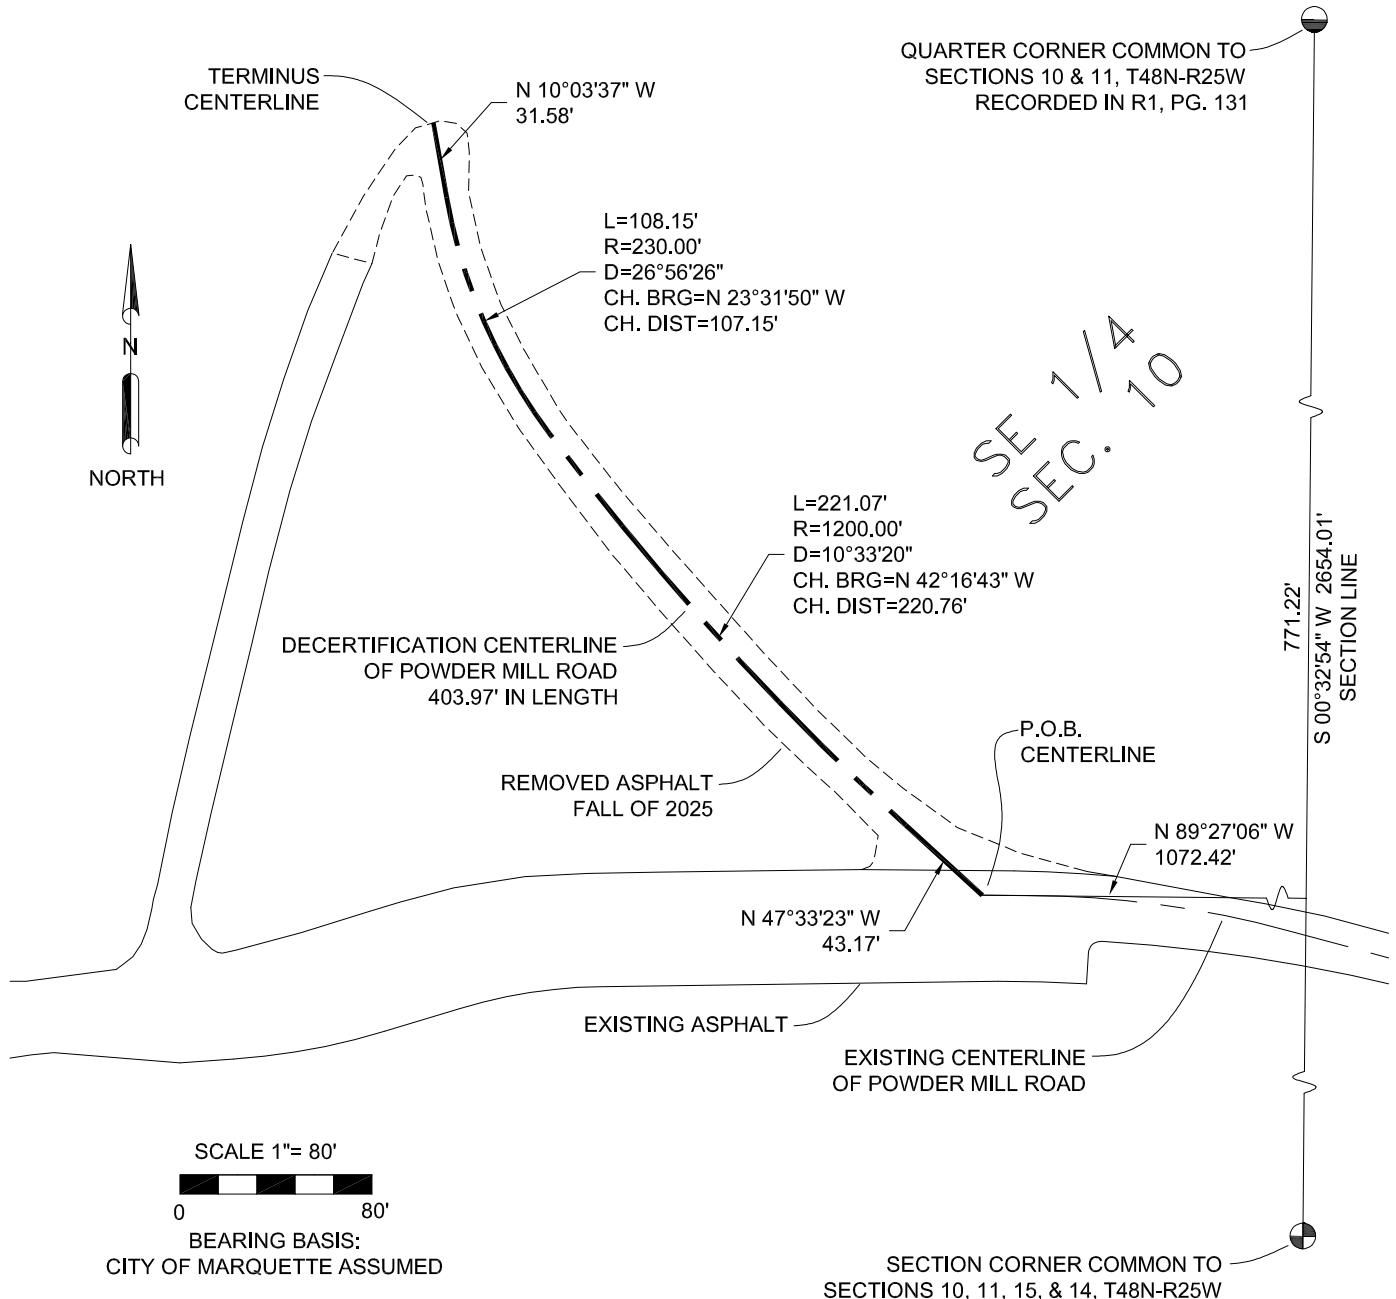 QUARTER CORNER COMMON TO
SECTIONS 10 & 11, T48N-R25W
RECORDED IN R1, PG. 131
TERMINUS
CENTERLINE
N 10°03'37" W
31.58'
L=108.15'
R=230.00'
D=26°56'26"
CH. BRG=N 23°31'50" W
CH. DIST=107.15'
N
NORTH
SE 1/4
SEC. 10
L=221.07'
R=1200.00'
D=10°33'20"
CH. BRG=N 42°16'43" W
CH. DIST=220.76'
771.22'
S 00°32'54" W 2654.01'
SECTION LINE
DECERTIFICATION CENTERLINE
OF POWDER MILL ROAD
403.97' IN LENGTH
P.O.B.
CENTERLINE
REMOVED ASPHALT
FALL OF 2025
N 89°27'06" W
1072.42'
N 47°33'23" W
43.17'
EXISTING ASPHALT
EXISTING CENTERLINE
OF POWDER MILL ROAD
SCALE 1"= 80'
0 80'
BEARING BASIS:
CITY OF MARQUETTE ASSUMED
SECTION CORNER COMMON TO
SECTIONS 10, 11, 15, & 14, T48N-R25W